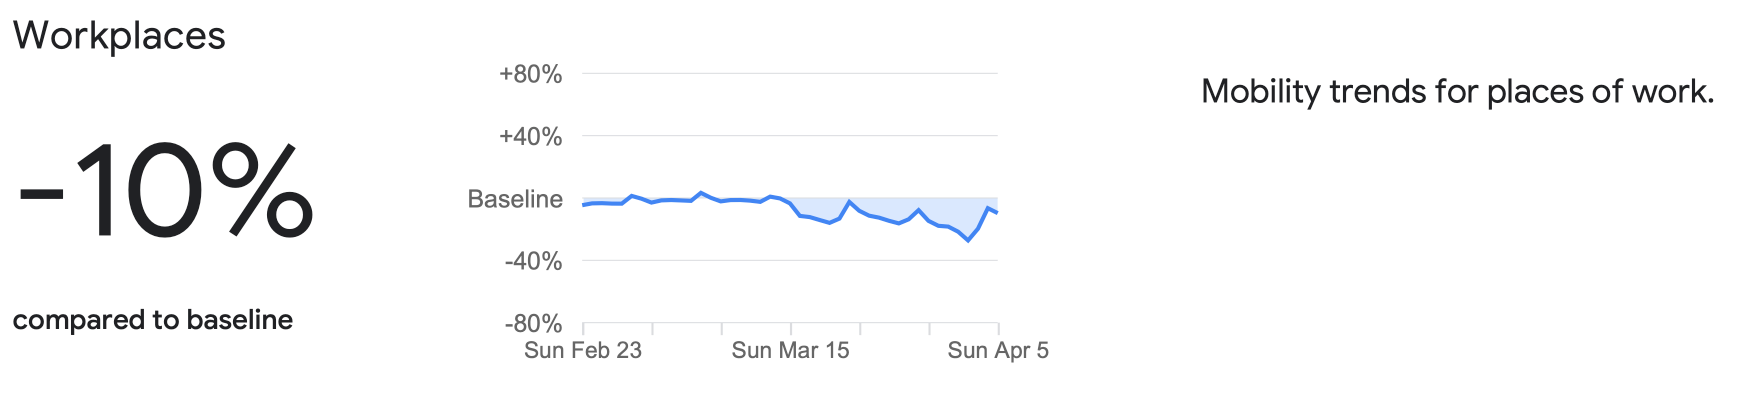 Workplaces
-10%
compared to baseline
+80%
+40%
Baseline
-40%
-80%
Sun Feb 23 Sun Mar 15 Sun Apr 5
Mobility trends for places of work.